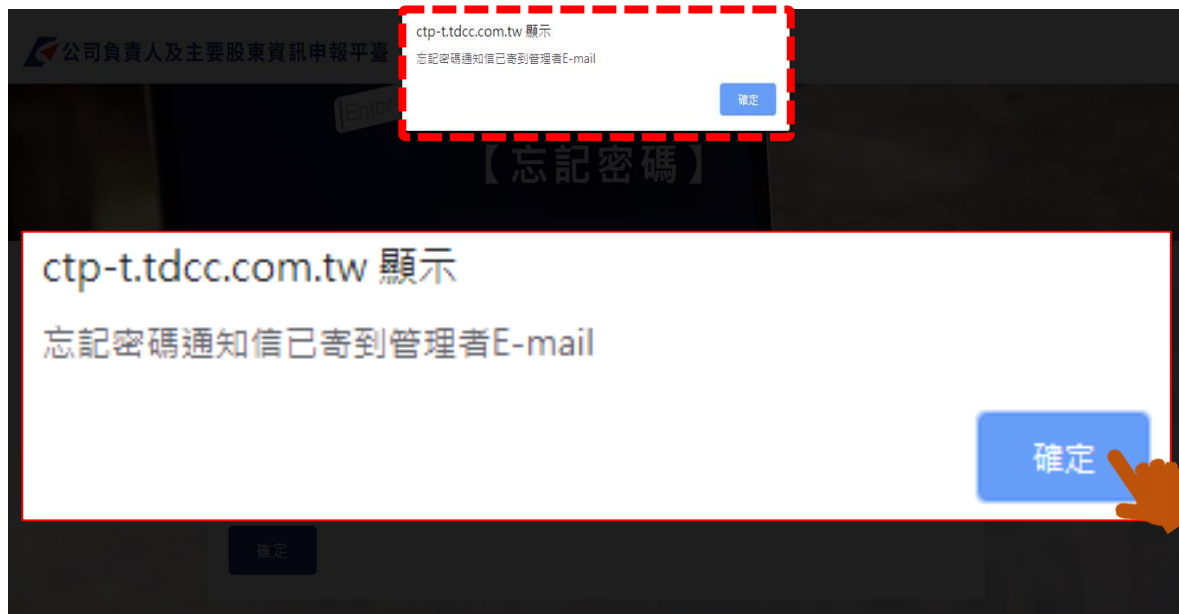 ctp-t.tdcc.com.tw 顯示
忘記密碼通知信已寄到管理者E-mail
確定
公司負責人及主要股東資訊申報平臺
Enter
【忘記密碼】
ctp-t.tdcc.com.tw 顯示
忘記密碼通知信已寄到管理者E-mail
確定
確定